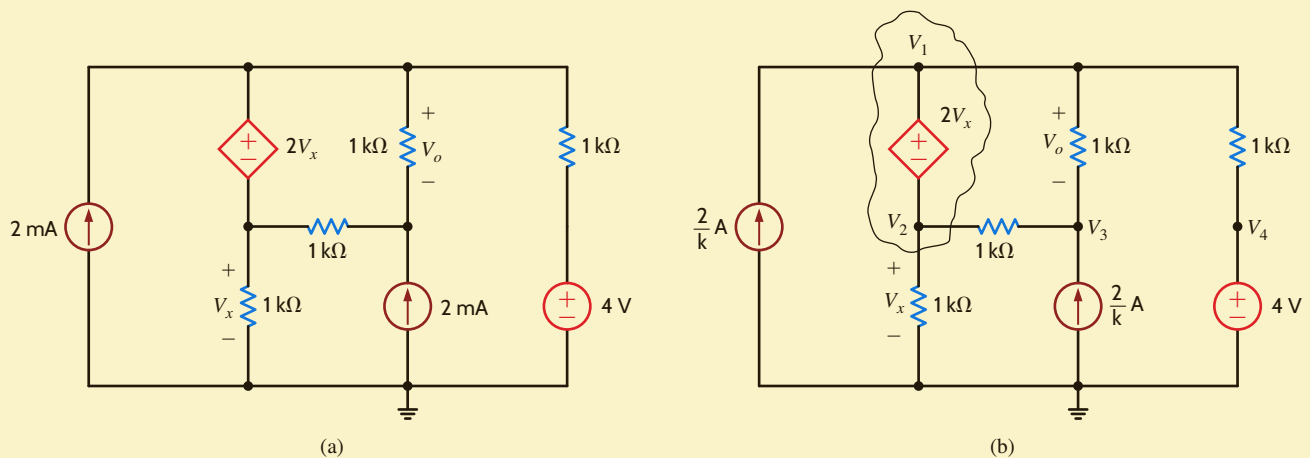 2 mA
+
−
2Vx
1 kΩ
+
Vo
−
1 kΩ
1 kΩ
+
Vx
−
1 kΩ
2 mA
+
−
4 V
(a)
V1
2/k A
+
−
2Vx
+
Vo
−
1 kΩ
1 kΩ
V2
1 kΩ
V3
V4
+
Vx
−
1 kΩ
2/k A
+
−
4 V
(b)